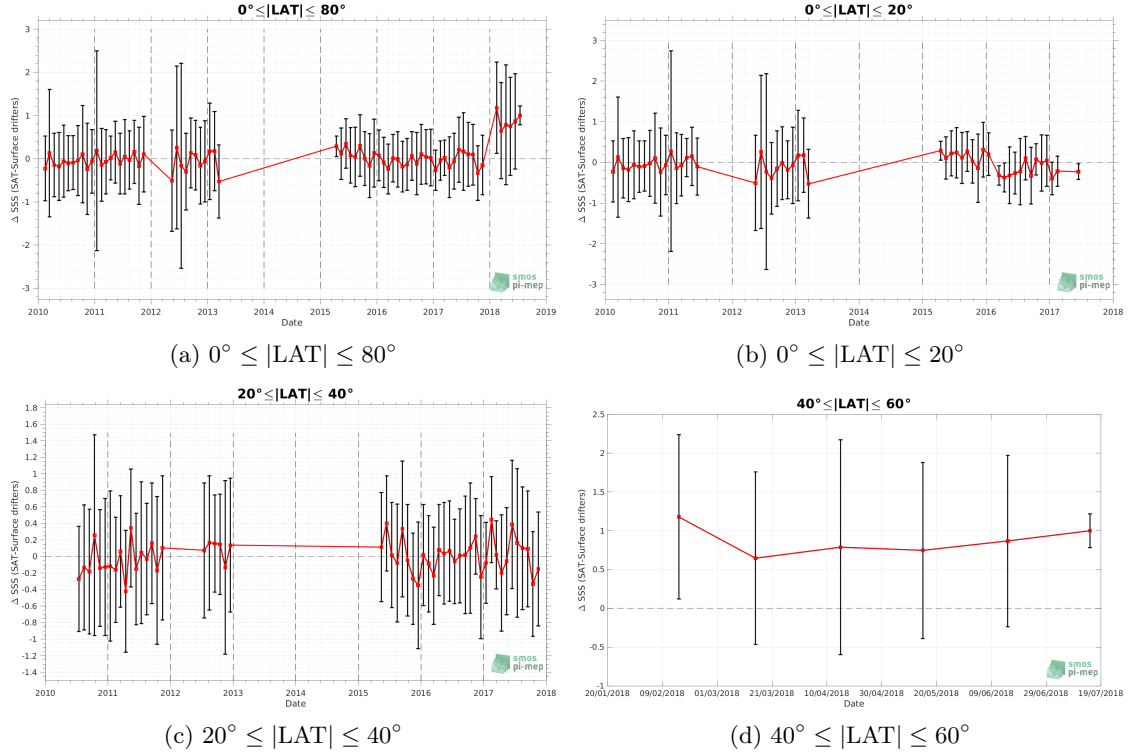 0°≤|LAT|≤ 80°
Δ SSS (SAT-Surface drifters)
3
2
1
0
-1
-2
-3
2010 2011 2012 2013 2014 2015 2016 2017 2018 2019
Date
smos
pi-mep
(a) 0° ≤ |LAT| ≤ 80°
0°≤|LAT|≤ 20°
Δ SSS (SAT-Surface drifters)
3
2
1
0
-1
-2
-3
2010 2011 2012 2013 2014 2015 2016 2017 2018
Date
smos
pi-mep
(b) 0° ≤ |LAT| ≤ 20°
20°≤|LAT|≤ 40°
Δ SSS (SAT-Surface drifters)
1.8
1.6
1.4
1.2
1
0.8
0.6
0.4
0.2
0
-0.2
-0.4
-0.6
-0.8
-1
-1.2
-1.4
2010 2011 2012 2013 2014 2015 2016 2017 2018
Date
smos
pi-mep
(c) 20° ≤ |LAT| ≤ 40°
40°≤|LAT|≤ 60°
Δ SSS (SAT-Surface drifters)
2.5
2
1.5
1
0.5
0
-0.5
-1
20/01/2018 09/02/2018 01/03/2018 21/03/2018 10/04/2018 30/04/2018 20/05/2018 09/06/2018 29/06/2018 19/07/2018
Date
smos
pi-mep
(d) 40° ≤ |LAT| ≤ 60°